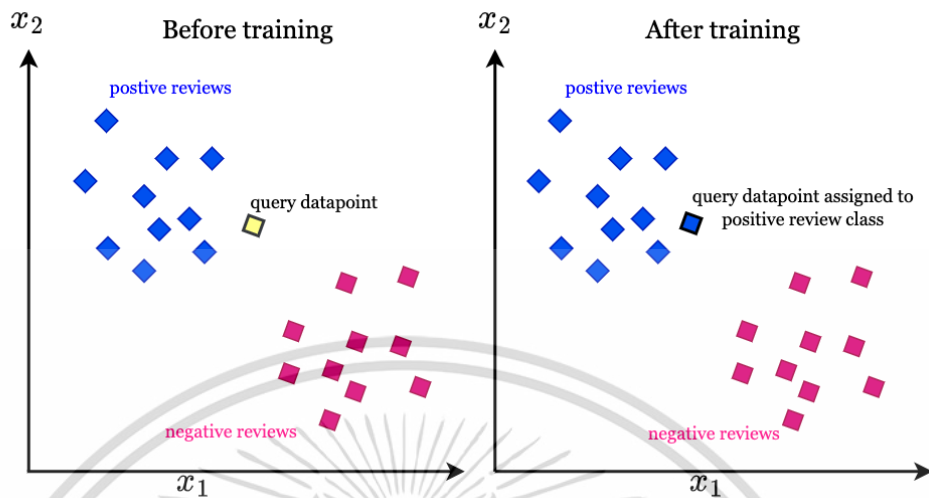 x₂
Before training
postive reviews
query datapoint
negative reviews
x₁
x₂
After training
postive reviews
query datapoint assigned to
positive review class
negative reviews
x₁